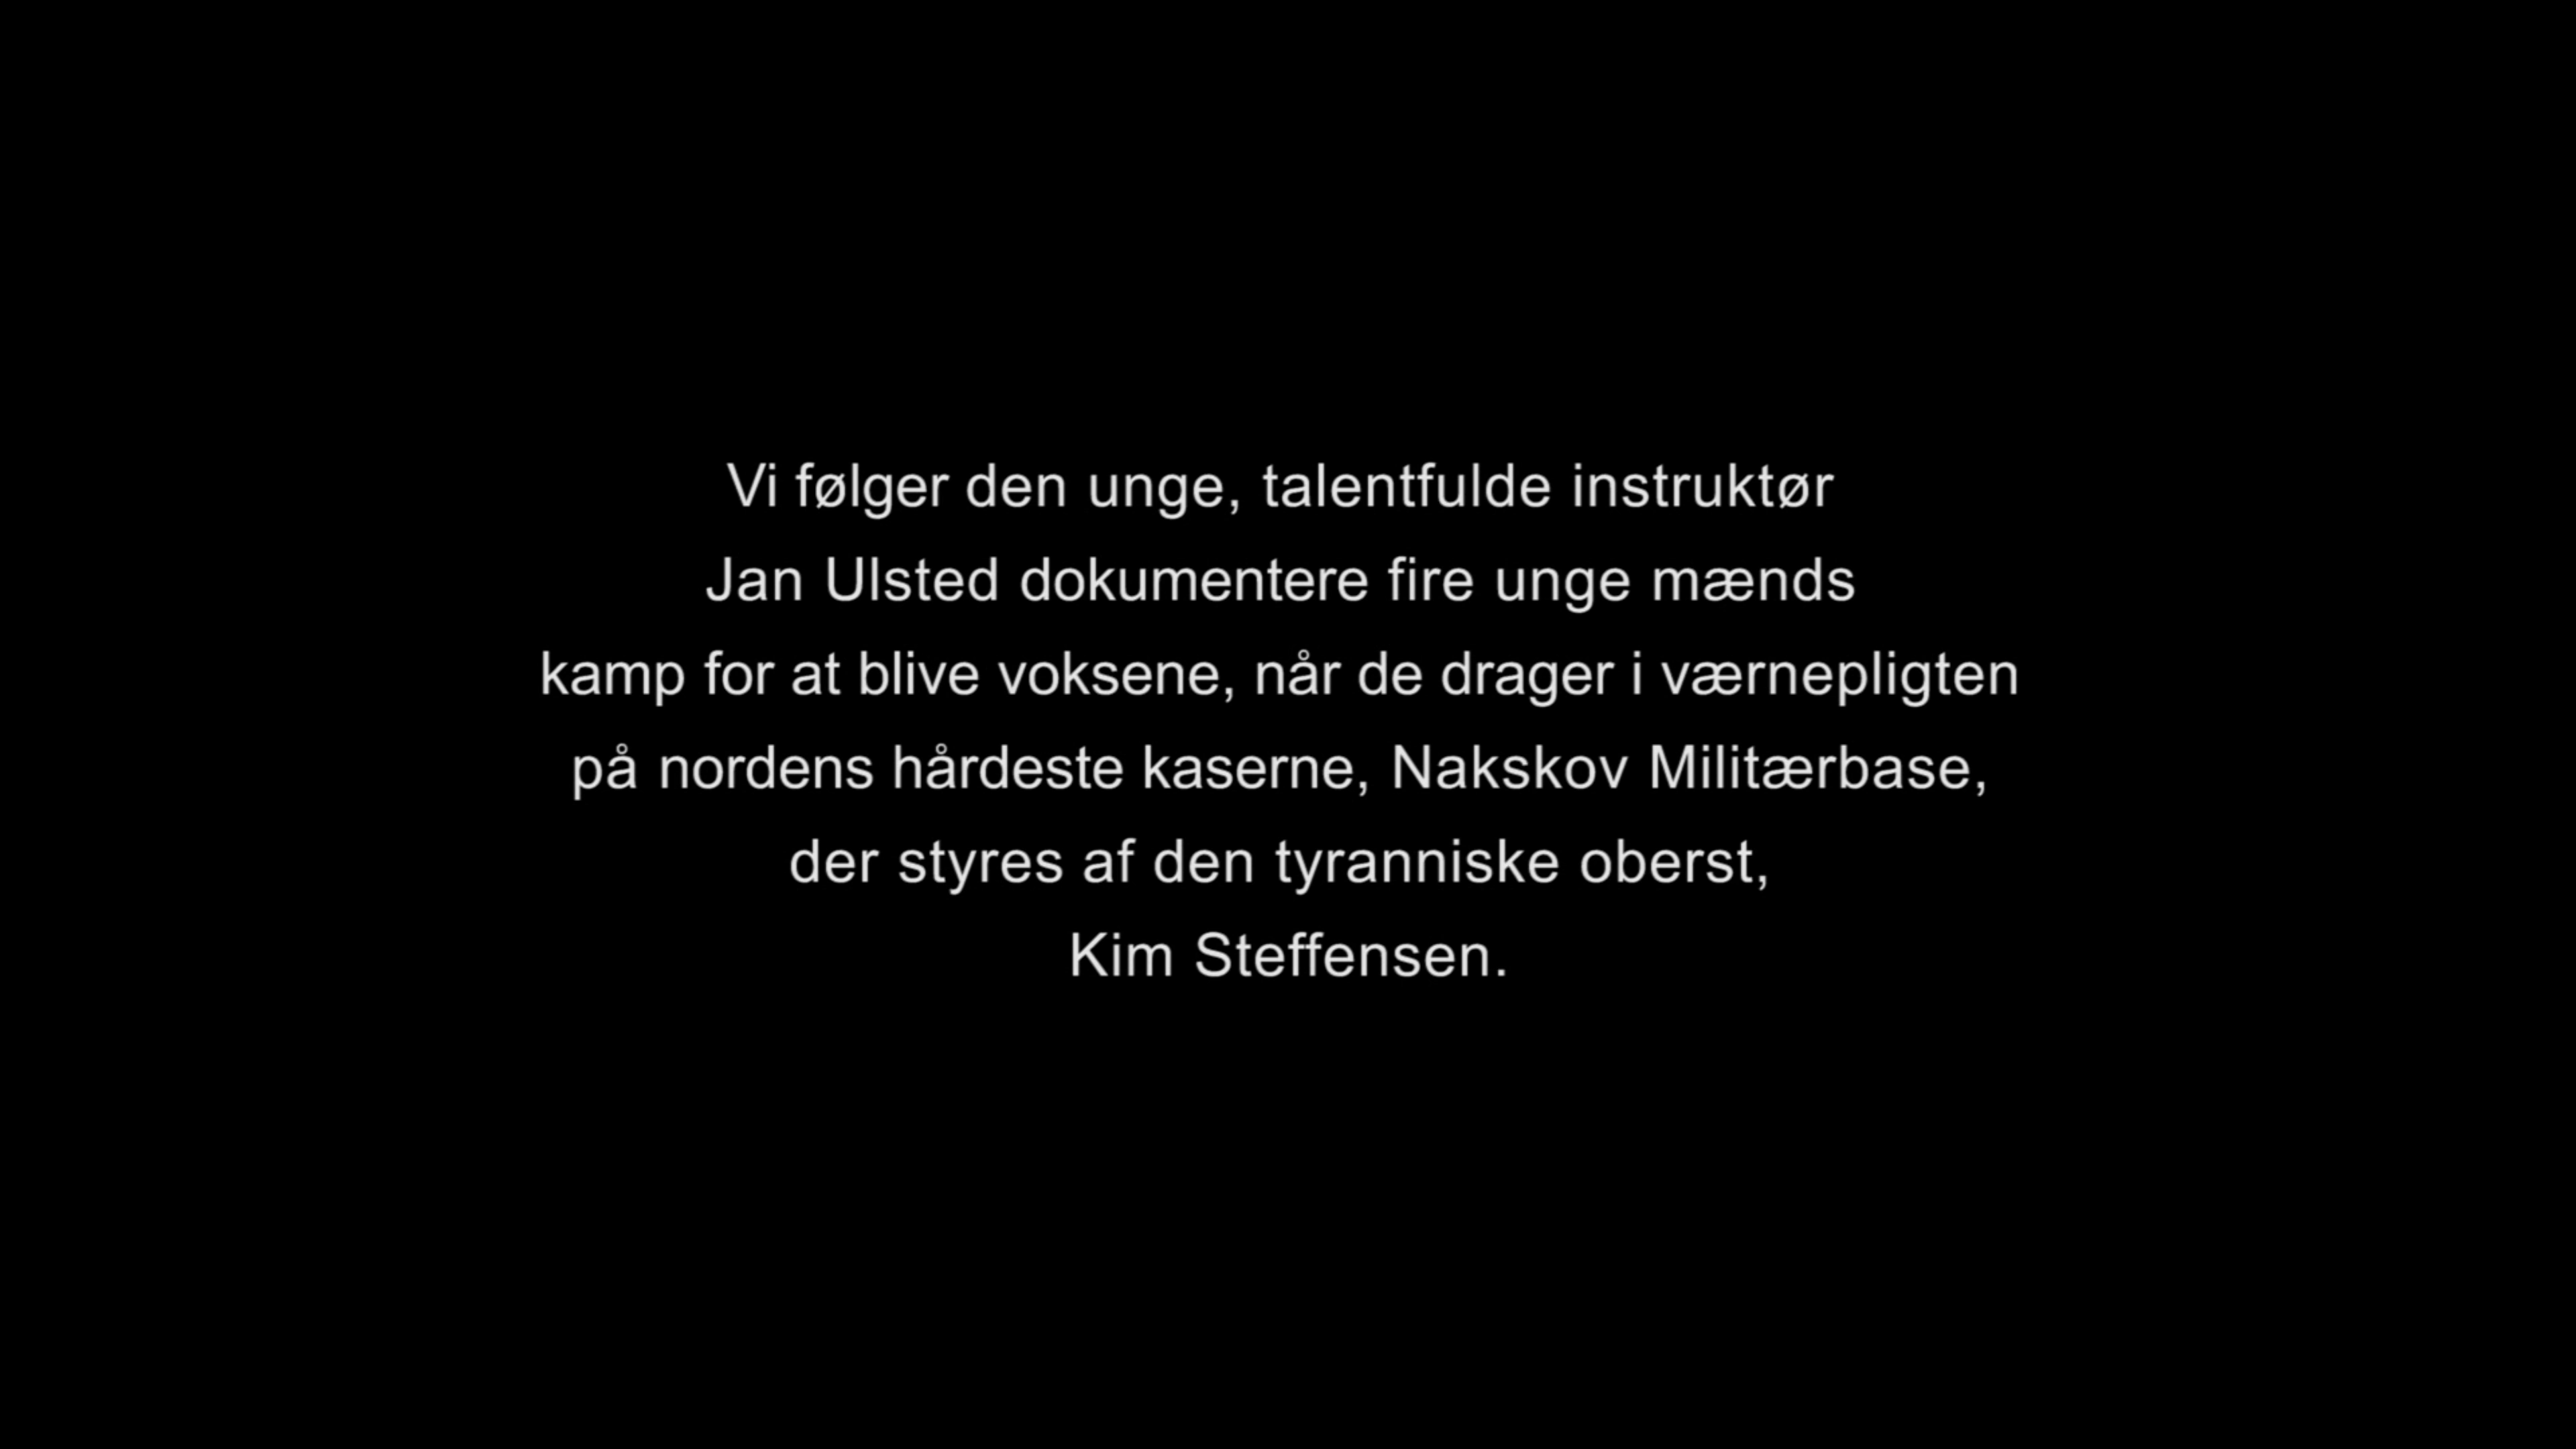 Vi følger den unge, talentfulde instruktør
Jan Ulsted dokumentere fire unge mænds
kamp for at blive voksene, når de drager i værnepligten
på nordens hårdeste kaserne, Nakskov Militærbase,
der styres af den tyranniske oberst,
Kim Steffensen.